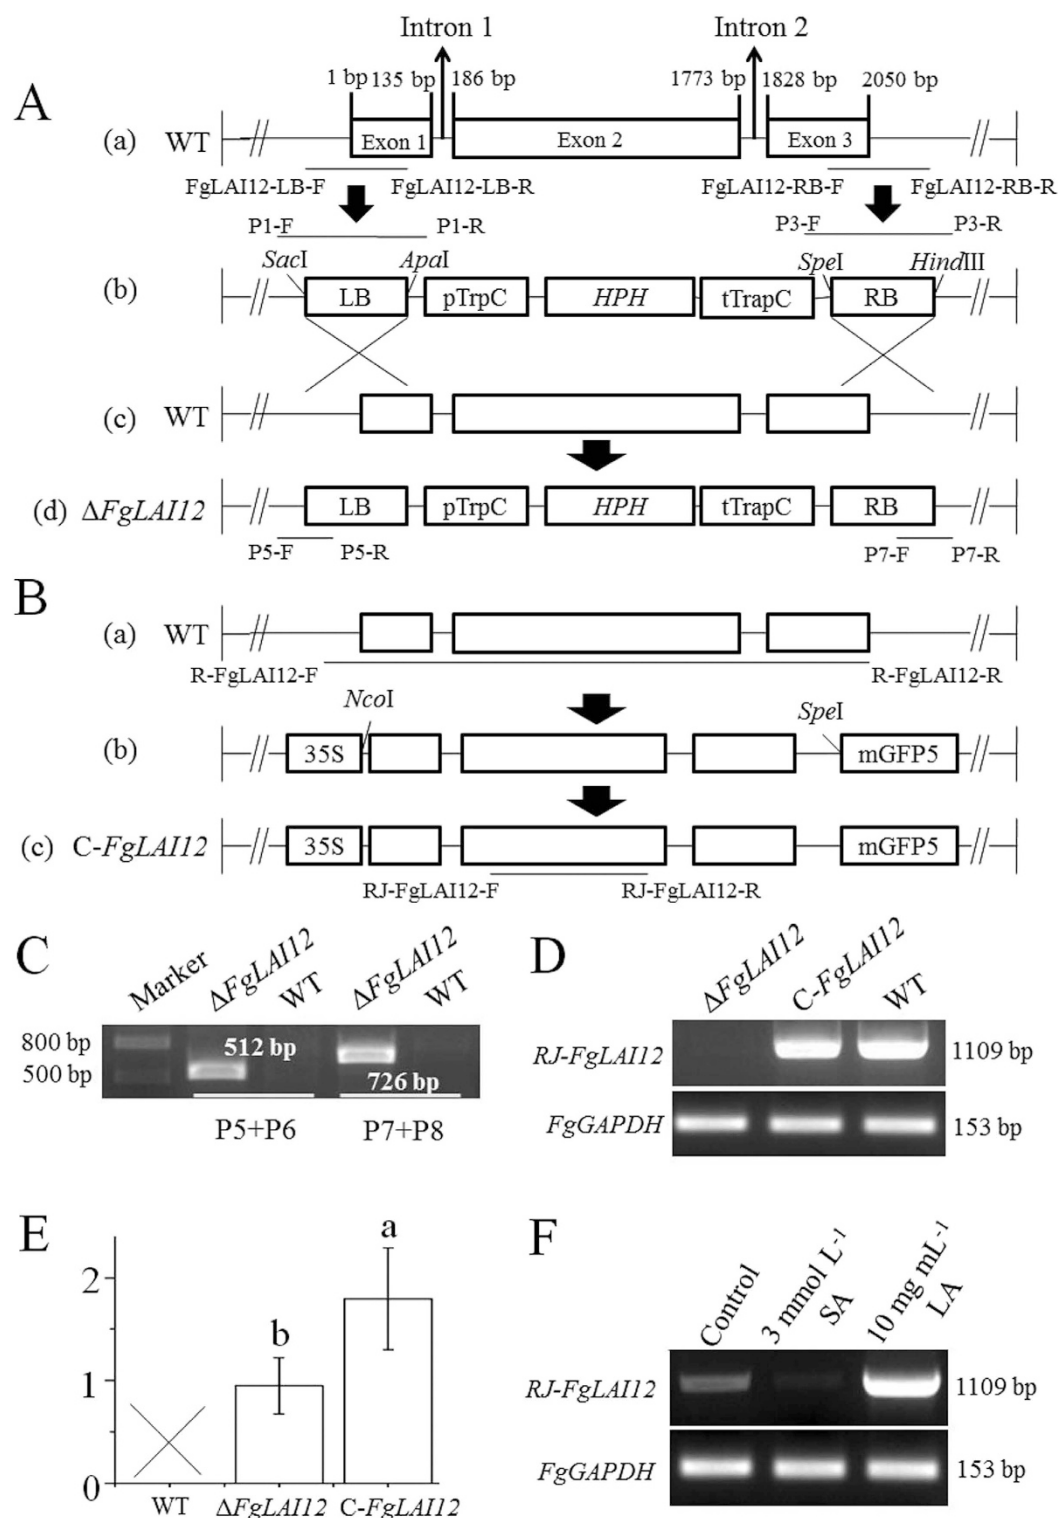 A
Intron 1 Intron 2
1 bp 135 bp 186 bp 1773 bp 1828 bp 2050 bp
(a) WT Exon 1 Exon 2 Exon 3
FgLAI12-LB-F FgLAI12-LB-R FgLAI12-RB-F FgLAI12-RB-R
P1-F P1-R P3-F P3-R
SacI ApaI SpeI HindIII
(b) LB pTrpC HPH tTrapC RB
(c) WT
(d) ΔFgLAI12 LB pTrpC HPH tTrapC RB
P5-F P5-R P7-F P7-R
B
(a) WT
R-FgLAI12-F R-FgLAI12-R
NcoI SpeI
(b) 35S mGFP5
(c) C-FgLAI12 35S mGFP5
RJ-FgLAI12-F RJ-FgLAI12-R
C
Marker ΔFgLAI12 WT ΔFgLAI12 WT
800 bp
500 bp
512 bp
726 bp
P5+P6 P7+P8
D
ΔFgLAI12 C-FgLAI12 WT
RJ-FgLAI12 1109 bp
FgGAPDH 153 bp
E
a
b
2
1
0
WT ΔFgLAI12 C-FgLAI12
F
Control 3 mmol L-1 SA 10 mg mL-1 LA
RJ-FgLAI12 1109 bp
FgGAPDH 153 bp